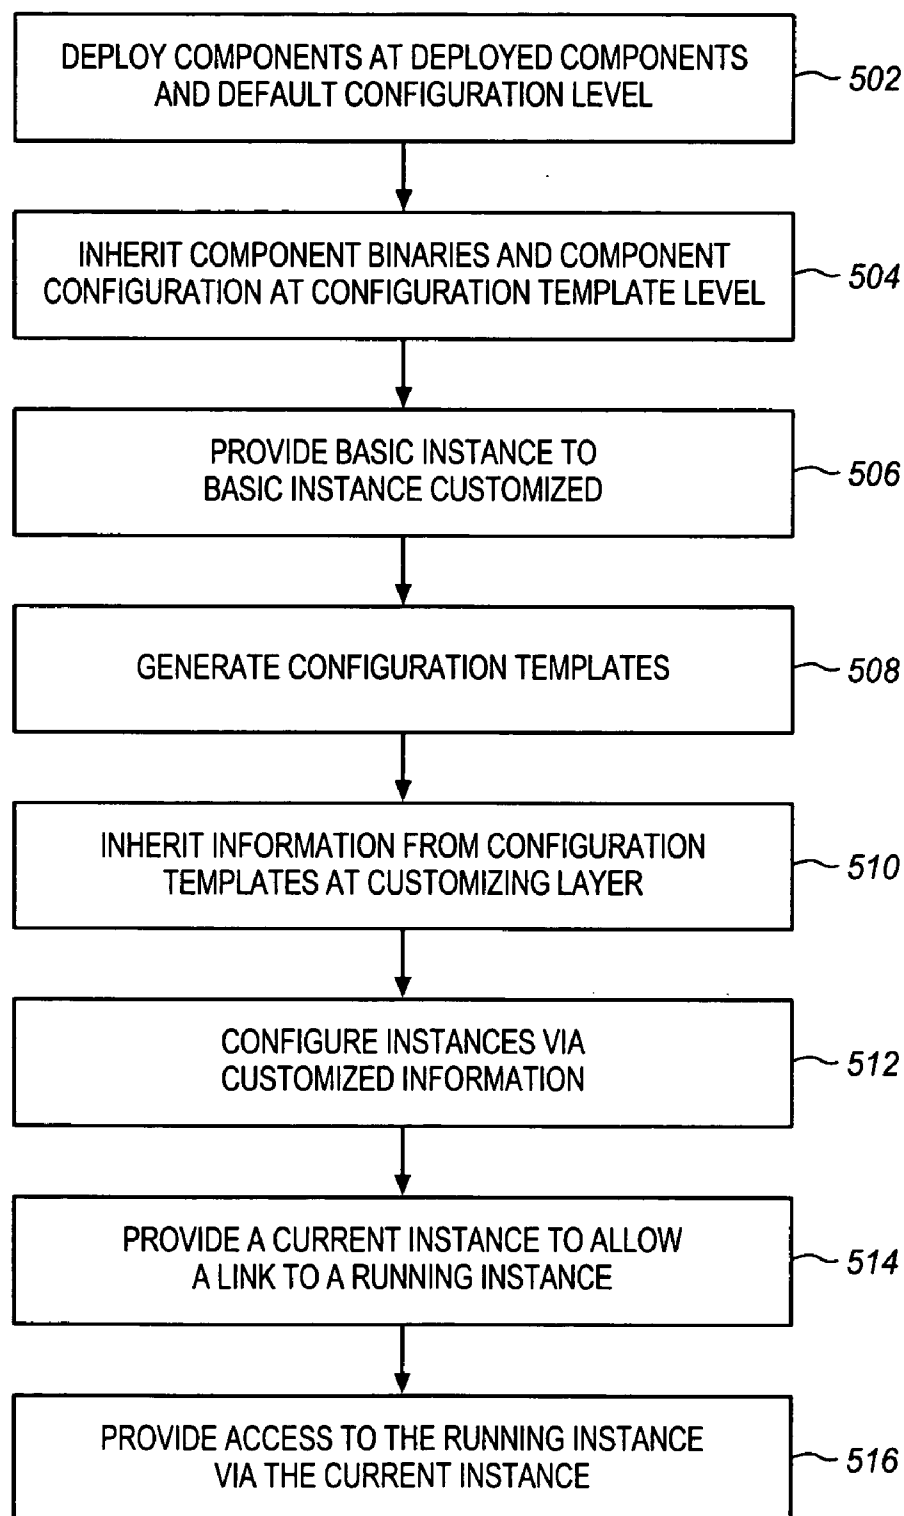 DEPLOY COMPONENTS AT DEPLOYED COMPONENTS
AND DEFAULT CONFIGURATION LEVEL
502
INHERIT COMPONENT BINARIES AND COMPONENT
CONFIGURATION AT CONFIGURATION TEMPLATE LEVEL
504
PROVIDE BASIC INSTANCE TO
BASIC INSTANCE CUSTOMIZED
506
GENERATE CONFIGURATION TEMPLATES
508
INHERIT INFORMATION FROM CONFIGURATION
TEMPLATES AT CUSTOMIZING LAYER
510
CONFIGURE INSTANCES VIA
CUSTOMIZED INFORMATION
512
PROVIDE A CURRENT INSTANCE TO ALLOW
A LINK TO A RUNNING INSTANCE
514
PROVIDE ACCESS TO THE RUNNING INSTANCE
VIA THE CURRENT INSTANCE
516